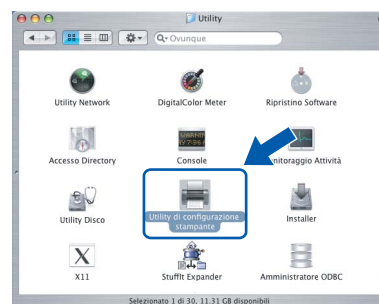 Utility
Ovunque
Utility Network
DigitalColor Meter
Ripristino Software
Accesso Directory
Console
nitoraggio Attività
Utility Disco
Utility di configurazione
stampante
Installer
X11
StuffIt Expander
Amministratore ODBC
Selezionato 1 di 30, 11,31 GB disponibili